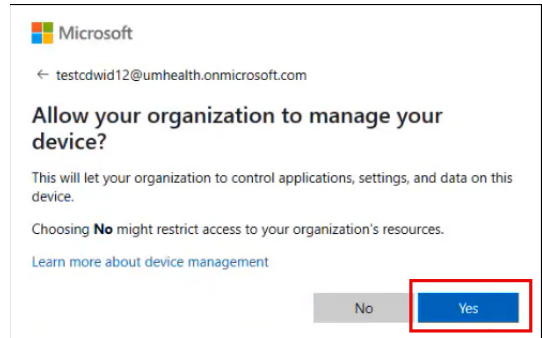 Microsoft
← testcdwid12@umhealth.onmicrosoft.com
Allow your organization to manage your
device?
This will let your organization to control applications, settings, and data on this
device.
Choosing No might restrict access to your organization's resources.
Learn more about device management
No
Yes